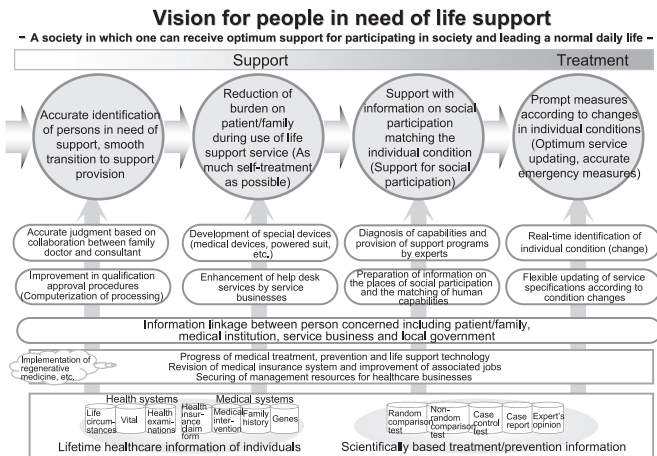 Vision for people in need of life support
– A society in which one can receive optimum support for participating in society and leading a normal daily life –
Support
Treatment
Accurate identification
of persons in need of
support, smooth
transition to support
provision
Reduction of
burden on
patient/family
during use of life
support service (As
much self-treatment
as possible)
Support with
information on social
participation
matching the
individual condition
(Support for social
participation)
Prompt measures
according to changes
in individual conditions
(Optimum service
updating, accurate
emergency measures)
Accurate judgment based on
collaboration between family
doctor and consultant
Development of special devices
(medical devices, powered suit,
etc.)
Diagnosis of capabilities and
provision of support programs
by experts
Real-time identification of
individual condition (change)
Improvement in qualification
approval procedures
(Computerization of processing)
Enhancement of help desk
services by service
businesses
Preparation of information on
the places of social participation
and the matching of human
capabilities
Flexible updating of service
specifications according to
condition changes
Information linkage between person concerned including patient/family,
medical institution, service business and local government
Implementation of
regenerative
medicine, etc.
Progress of medical treatment, prevention and life support technology
Revision of medical insurance system and improvement of associated jobs
Securing of management resources for healthcare businesses
Health systems
Medical systems
Life
circum-
stances
Vital
Health
exami-
nations
Health
insur-
ance
claim
form
Medical
inter-
vention
Family
history
Genes
Lifetime healthcare information of individuals
Random
comparison
test
Non-
random
comparison
test
Case
control
test
Case
report
Expert's
opinion
Scientifically based treatment/prevention information